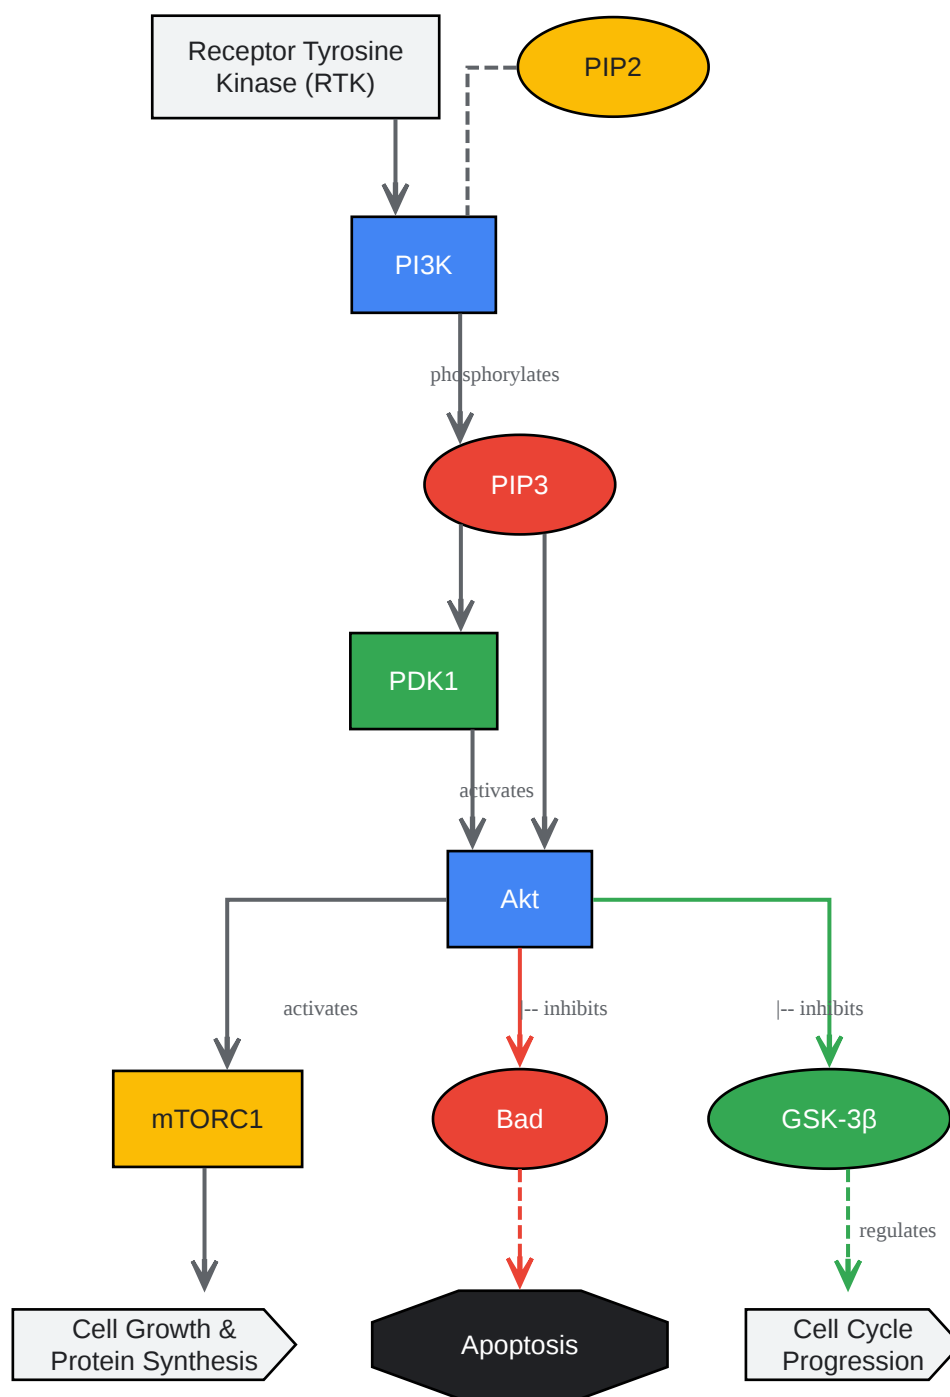 Receptor Tyrosine
Kinase (RTK)
PIP2
PI3K
phosphorylates
PIP3
PDK1
activates
Akt
activates
|-- inhibits
|-- inhibits
mTORC1
Bad
GSK-3β
regulates
Cell Growth &
Protein Synthesis
Apoptosis
Cell Cycle
Progression